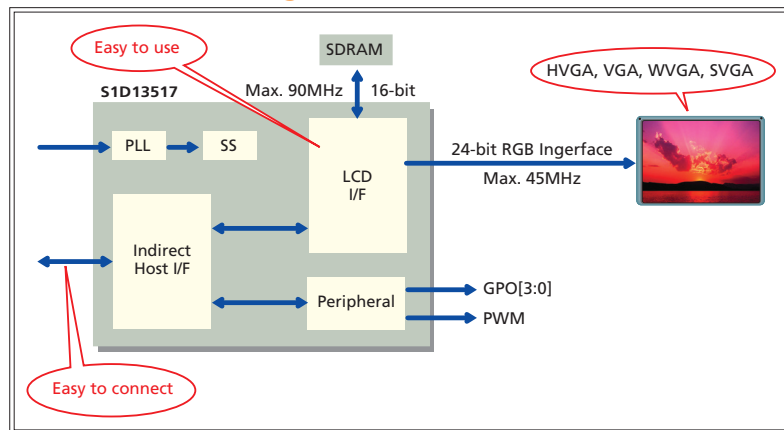 Easy to use
SDRAM
HVGA, VGA, WVGA, SVGA
S1D13517
Max. 90MHz
16-bit
PLL
SS
LCD
I/F
24-bit RGB Ingerface
Max. 45MHz
Indirect
Host I/F
Peripheral
GPO[3:0]
PWM
Easy to connect